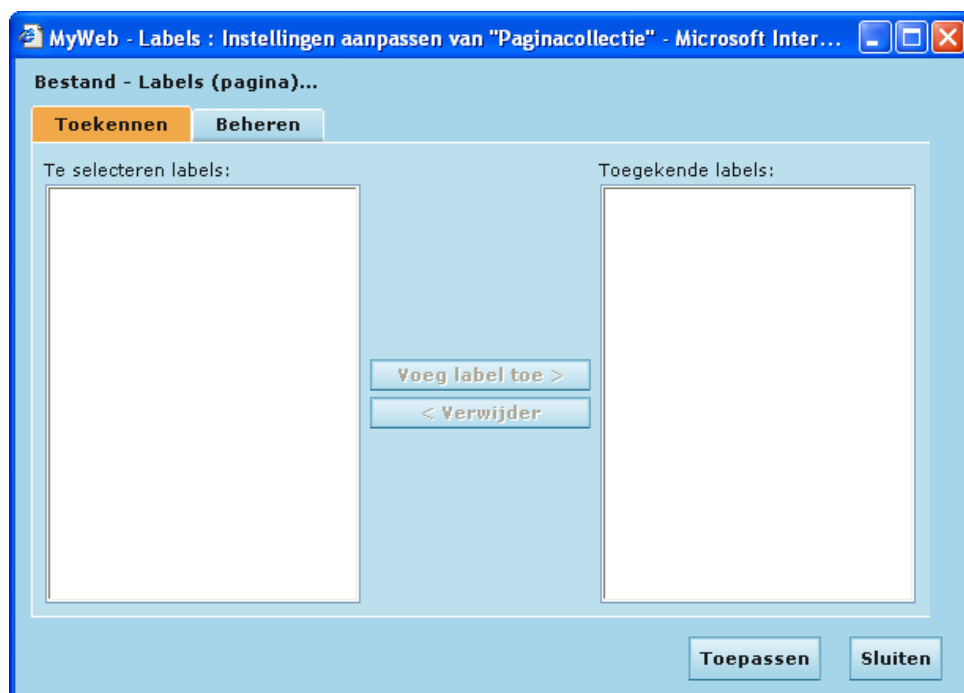 MyWeb - Labels : Instellingen aanpassen van "Paginacollectie" - Microsoft Inter...
Bestand - Labels (pagina)...
Toekennen Beheren
Te selecteren labels: Toegekende labels:
Voeg label toe >
< Verwijder
Toepassen Sluiten